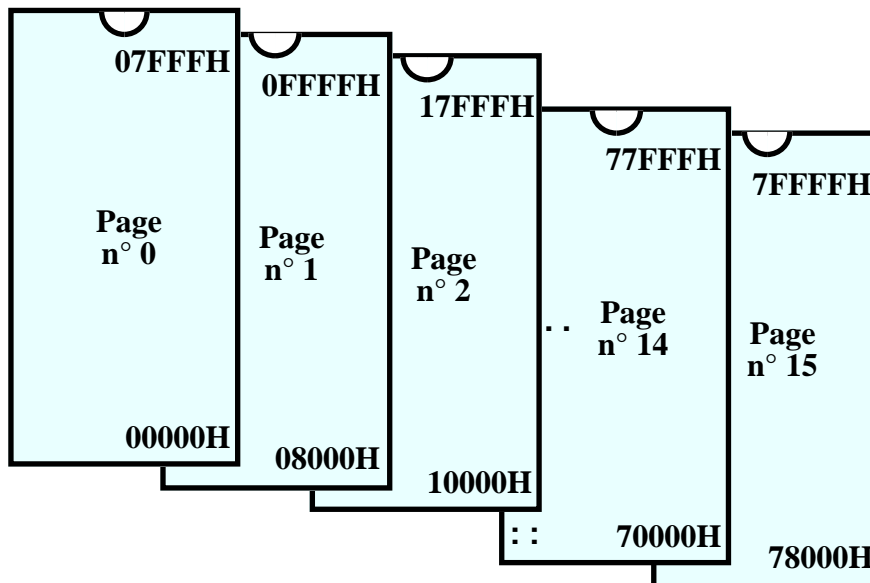 07FFFH
Page
n° 0
00000H
0FFFFH
Page
n° 1
08000H
17FFFH
Page
n° 2
10000H
. .
: :
77FFFH
Page
n° 14
70000H
7FFFFH
Page
n° 15
78000H